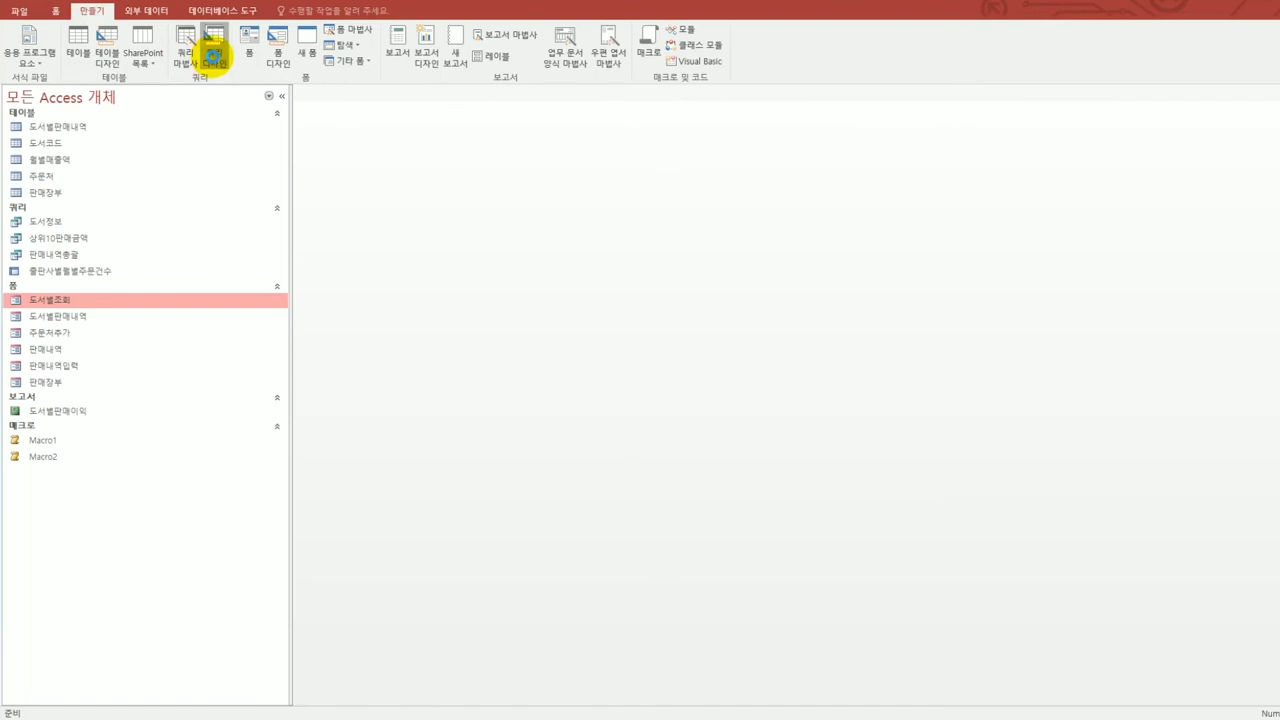 파일 홈 만들기 외부 데이터 데이터베이스 도구 수행할 작업을 알려 주세요.
응용 프로그램 요소
테이블
테이블 디자인
SharePoint 목록
쿼리 마법사
디자인
폼
폼 디자인
새 폼
폼 마법사
탐색
기타 폼
보고서
보고서 디자인
새 보고서
보고서 마법사
레이블
업무 문서 양식 마법사
우편 엽서 마법사
매크로
모듈
클래스 모듈
Visual Basic
서식 파일 테이블 쿼리 폼 보고서 매크로 및 코드
모든 Access 개체 «
테이블
도서별판매내역
도서코드
월별매출액
주문처
판매장부
쿼리
도서정보
상위10판매금액
판매내역총괄
출판사별월별주문건수
폼
도서별조회
도서별판매내역
주문처추가
판매내역
판매내역입력
판매장부
보고서
도서별판매이익
매크로
Macro1
Macro2
준비 Num